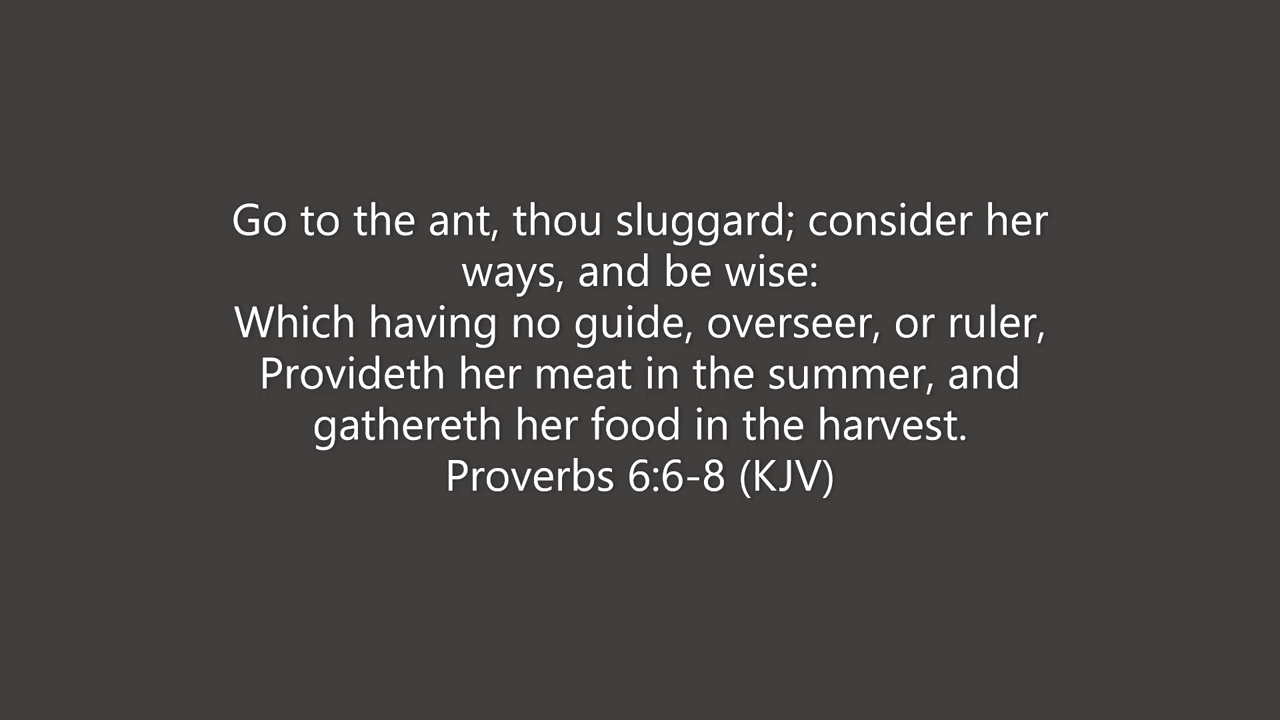 Go to the ant, thou sluggard; consider her
ways, and be wise:
Which having no guide, overseer, or ruler,
Provideth her meat in the summer, and
gathereth her food in the harvest.
Proverbs 6:6-8 (KJV)